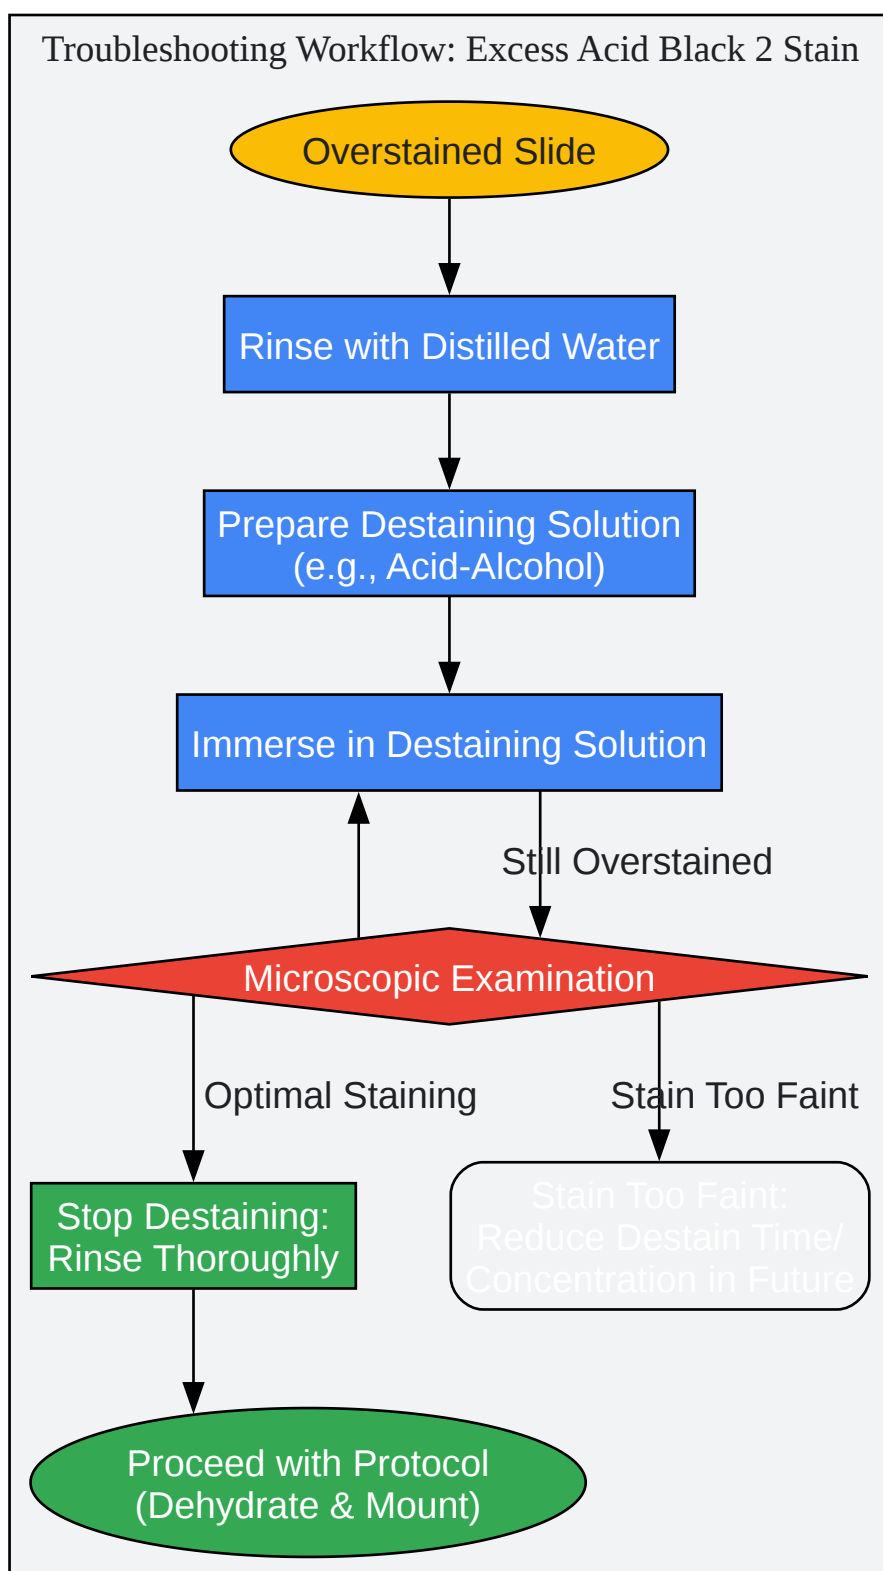 Troubleshooting Workflow: Excess Acid Black 2 Stain
Overstained Slide
Rinse with Distilled Water
Prepare Destaining Solution
(e.g., Acid-Alcohol)
Immerse in Destaining Solution
Still Overstained
Microscopic Examination
Optimal Staining
Stain Too Faint
Stop Destaining:
Rinse Thoroughly
Stain Too Faint:
Reduce Destain Time/
Concentration in Future
Proceed with Protocol
(Dehydrate & Mount)